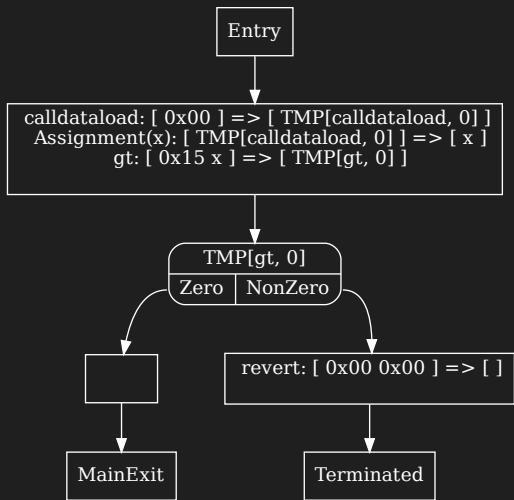 Entry
calldataload: [ 0x00 ] => [ TMP[calldataload, 0] ]
Assignment(x): [ TMP[calldataload, 0] ] => [ x ]
gt: [ 0x15 x ] => [ TMP[gt, 0] ]
TMP[gt, 0]
Zero NonZero
revert: [ 0x00 0x00 ] => [ ]
MainExit Terminated